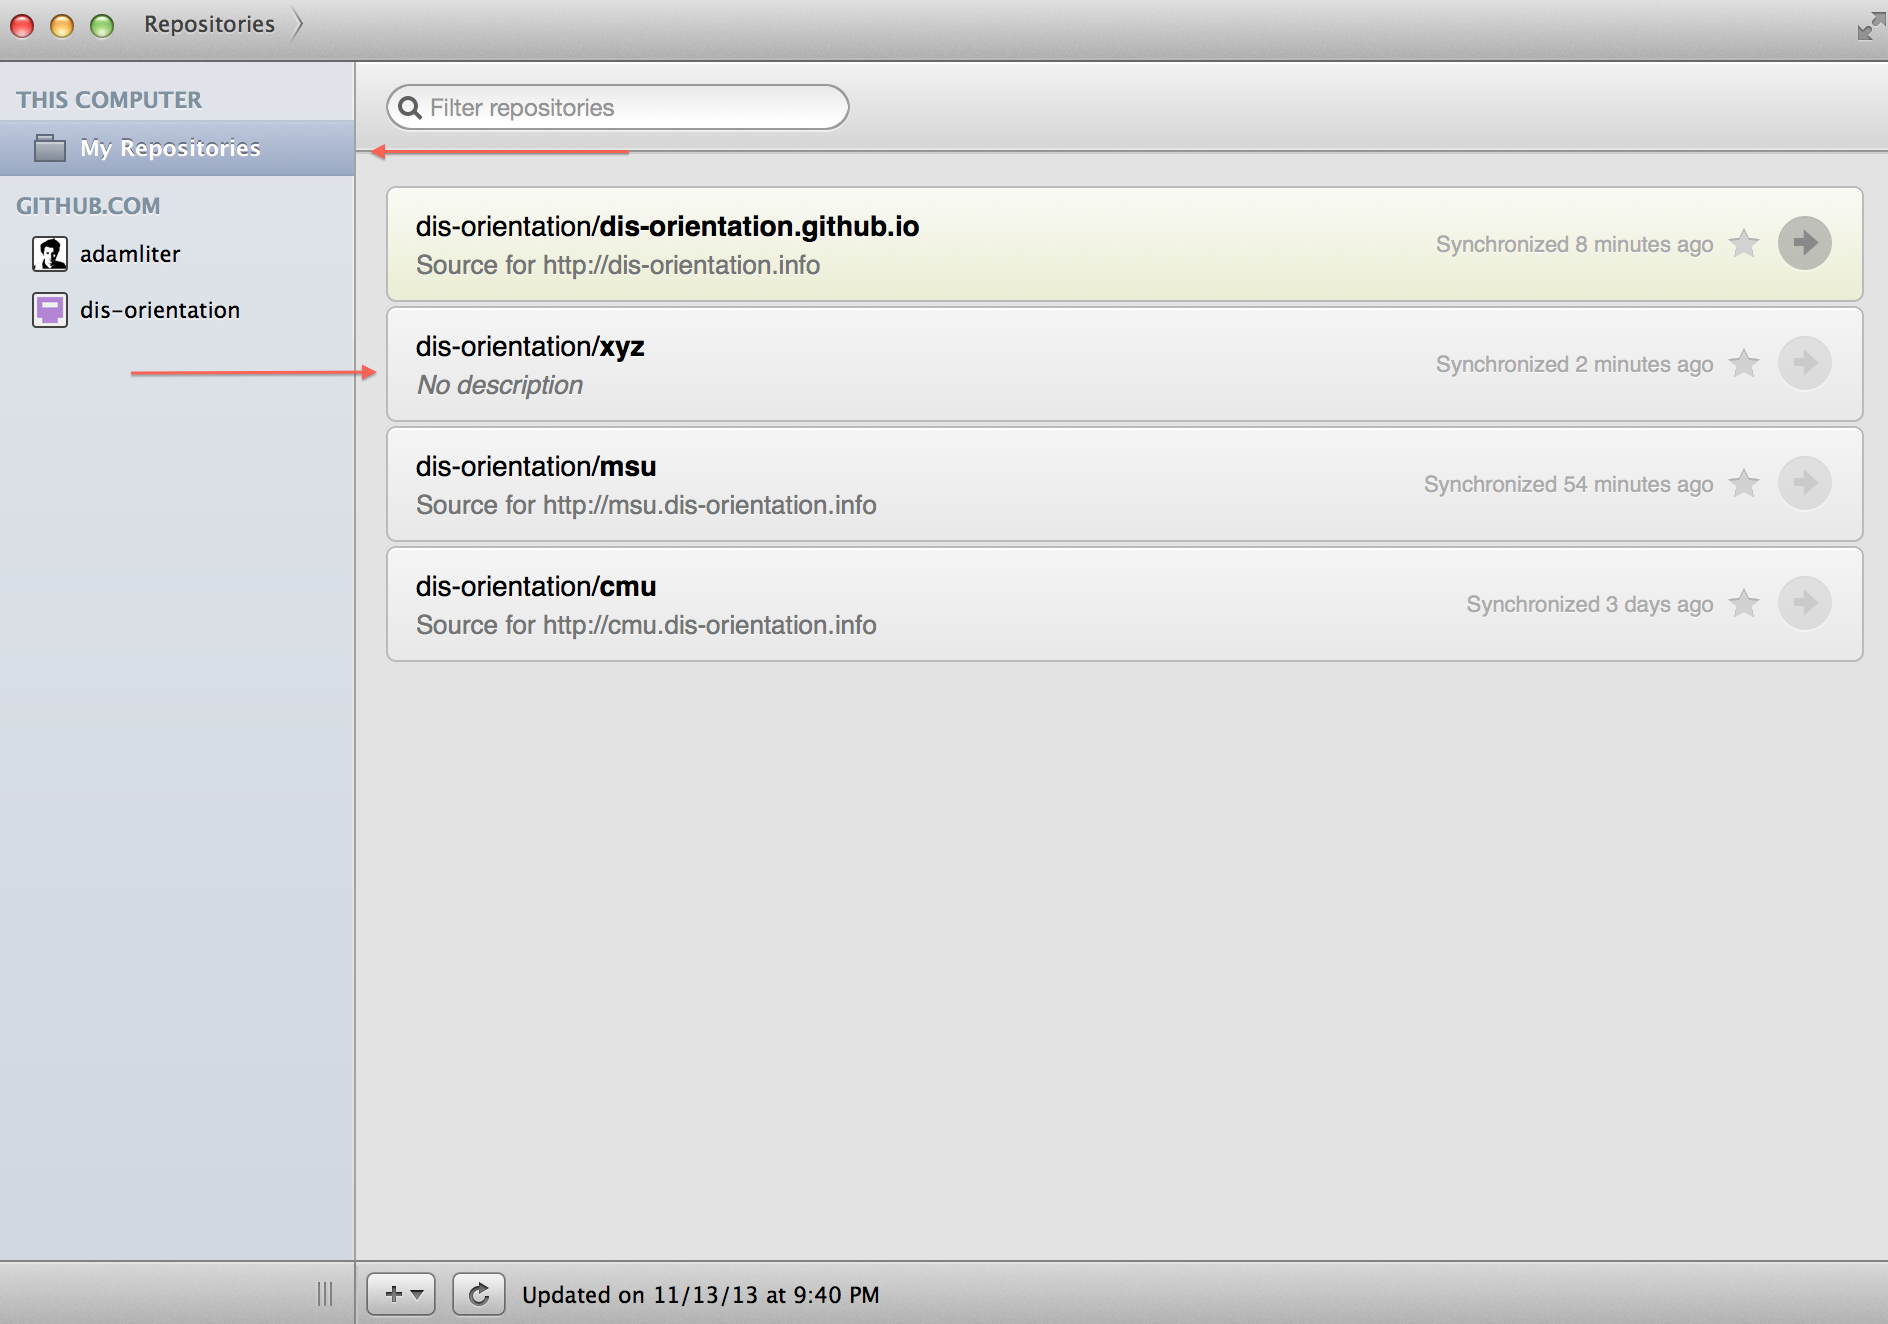 Repositories
THIS COMPUTER
My Repositories
GITHUB.COM
adamliter
dis-orientation
Filter repositories
dis-orientation/dis-orientation.github.io
Source for http://dis-orientation.info
Synchronized 8 minutes ago
dis-orientation/xyz
No description
Synchronized 2 minutes ago
dis-orientation/msu
Source for http://msu.dis-orientation.info
Synchronized 54 minutes ago
dis-orientation/cmu
Source for http://cmu.dis-orientation.info
Synchronized 3 days ago
Updated on 11/13/13 at 9:40 PM